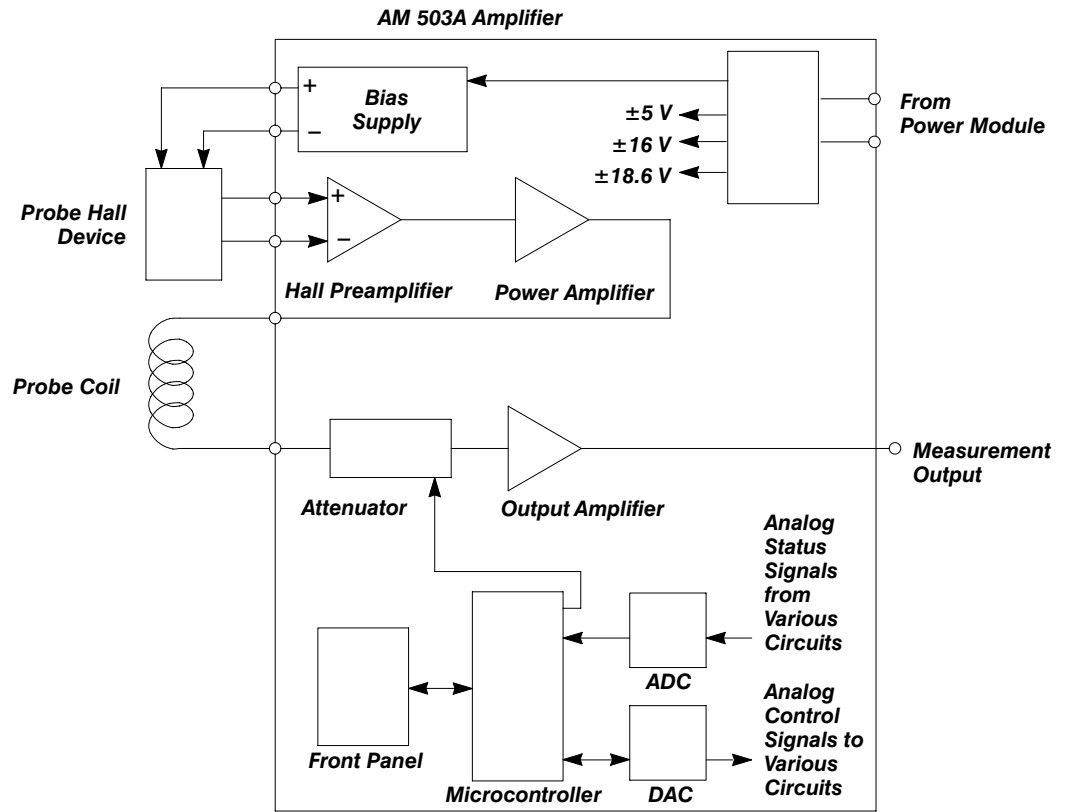 AM 503A Amplifier
+
Bias
Supply
−
±5 V
±16 V
±18.6 V
From
Power Module
Probe Hall
Device
+
−
Hall Preamplifier
Power Amplifier
Probe Coil
Attenuator
Output Amplifier
Measurement
Output
Analog
Status
Signals
from
Various
Circuits
ADC
Front Panel
Microcontroller
DAC
Analog
Control
Signals to
Various
Circuits